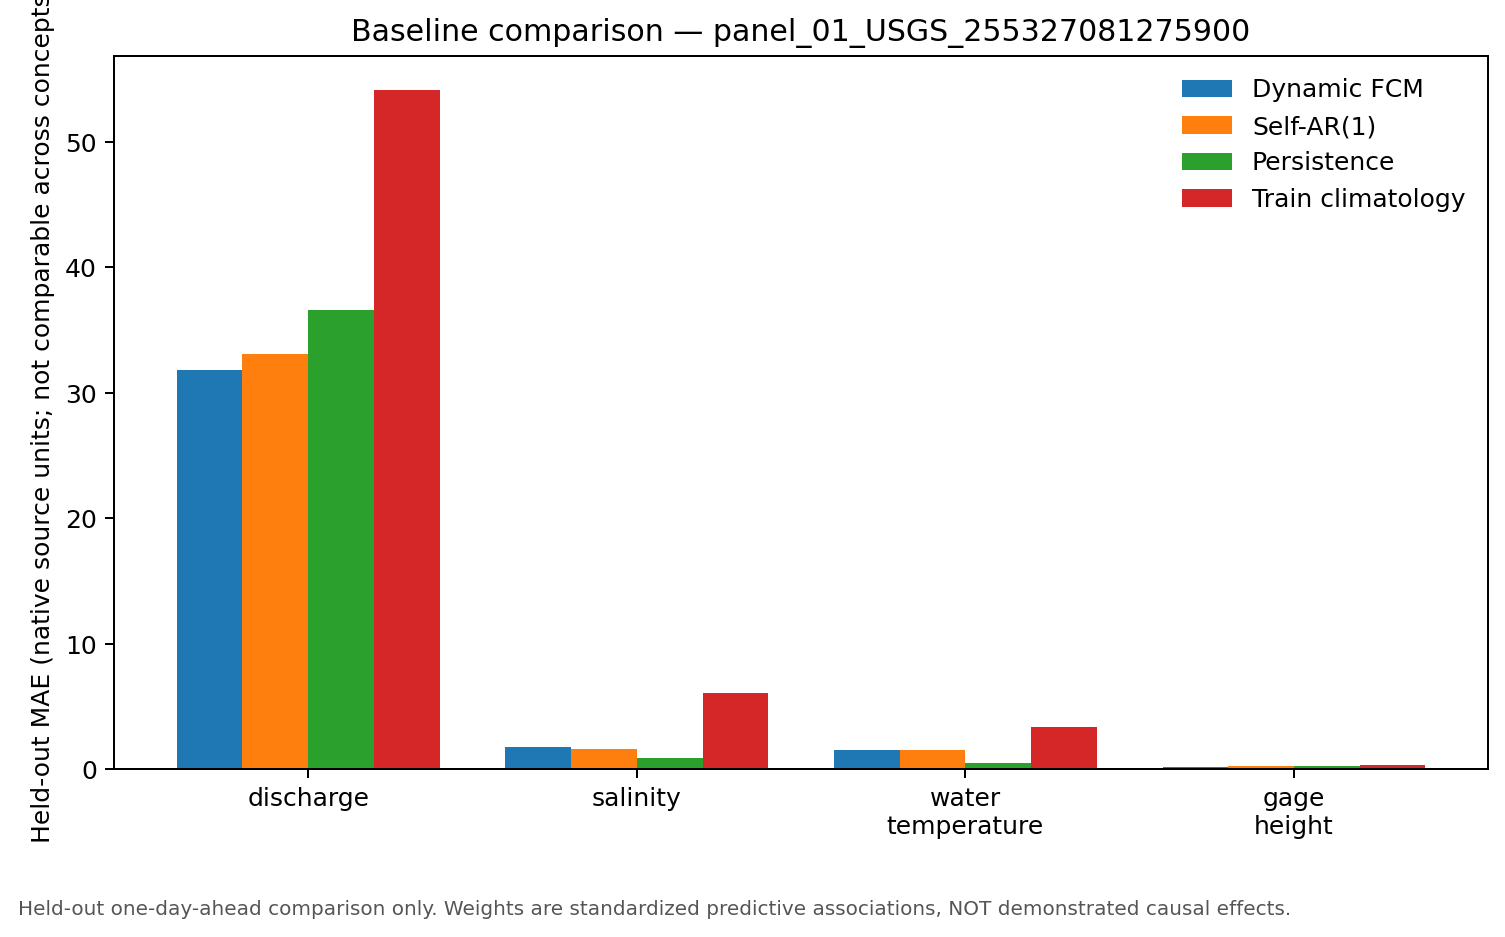 Baseline comparison — panel_01_USGS_255327081275900
Held-out MAE (native source units; not comparable across concepts
50
40
30
20
10
0
Dynamic FCM
Self-AR(1)
Persistence
Train climatology
discharge
salinity
water
temperature
gage
height
Held-out one-day-ahead comparison only. Weights are standardized predictive associations, NOT demonstrated causal effects.